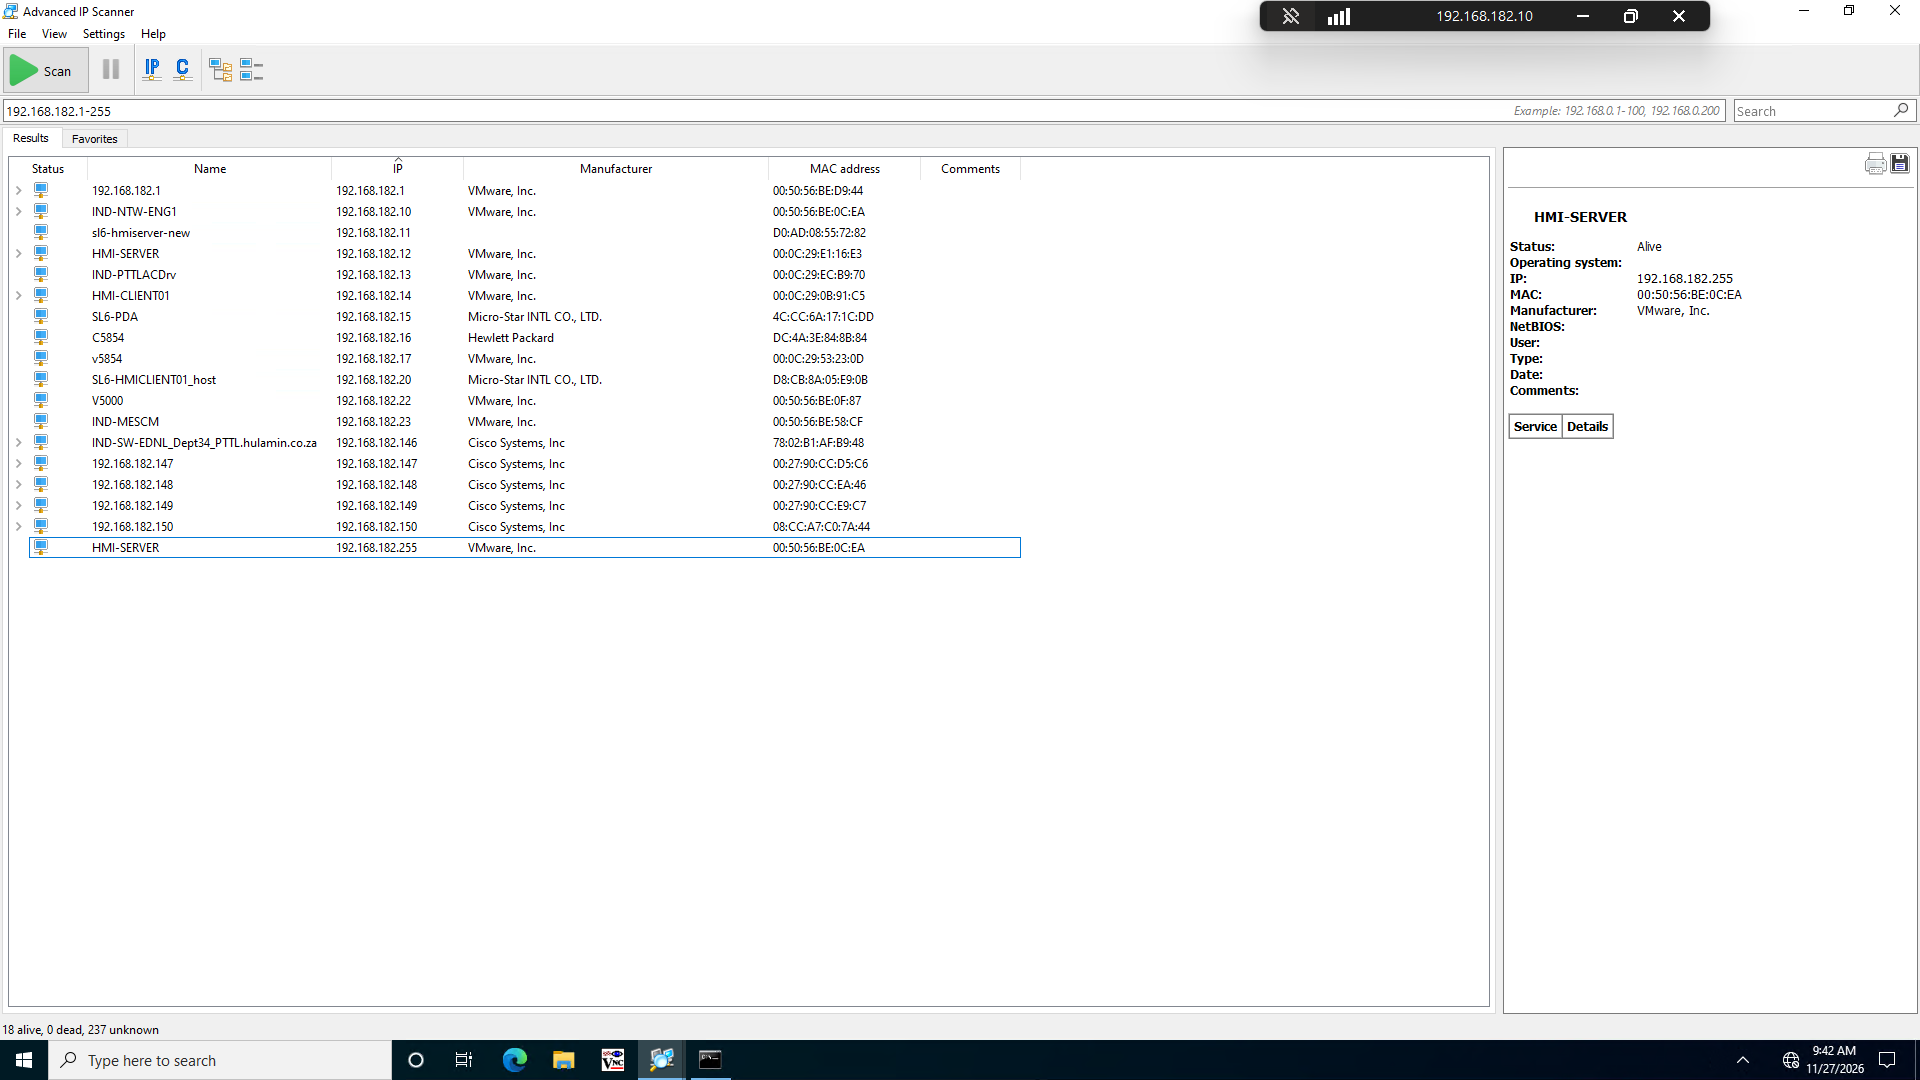 Advanced IP Scanner
192.168.182.10
File View Settings Help
Scan
IP C
192.168.182.1-255 Example: 192.168.0.1-100, 192.168.0.200 Search
Results Favorites
Status Name IP Manufacturer MAC address Comments
192.168.182.1 192.168.182.1 VMware, Inc. 00:50:56:BE:D9:44
IND-NTW-ENG1 192.168.182.10 VMware, Inc. 00:50:56:BE:0C:EA
sl6-hmiserver-new 192.168.182.11 D0:AD:08:55:72:82
HMI-SERVER 192.168.182.12 VMware, Inc. 00:0C:29:E1:16:E3
IND-PTTLACDrv 192.168.182.13 VMware, Inc. 00:0C:29:EC:B9:70
HMI-CLIENT01 192.168.182.14 VMware, Inc. 00:0C:29:0B:91:C5
SL6-PDA 192.168.182.15 Micro-Star INTL CO., LTD. 4C:CC:6A:17:1C:DD
C5854 192.168.182.16 Hewlett Packard DC:4A:3E:84:8B:84
v5854 192.168.182.17 VMware, Inc. 00:0C:29:53:23:0D
SL6-HMICLIENT01_host 192.168.182.20 Micro-Star INTL CO., LTD. D8:CB:8A:05:E9:0B
V5000 192.168.182.22 VMware, Inc. 00:50:56:BE:0F:87
IND-MESCM 192.168.182.23 VMware, Inc. 00:50:56:BE:58:CF
IND-SW-EDNL_Dept34_PTTL.hulamin.co.za 192.168.182.146 Cisco Systems, Inc 78:02:B1:AF:B9:48
192.168.182.147 192.168.182.147 Cisco Systems, Inc 00:27:90:CC:D5:C6
192.168.182.148 192.168.182.148 Cisco Systems, Inc 00:27:90:CC:EA:46
192.168.182.149 192.168.182.149 Cisco Systems, Inc 00:27:90:CC:E9:C7
192.168.182.150 192.168.182.150 Cisco Systems, Inc 08:CC:A7:C0:7A:44
HMI-SERVER 192.168.182.255 VMware, Inc. 00:50:56:BE:0C:EA
HMI-SERVER
Status: Alive
Operating system:
IP: 192.168.182.255
MAC: 00:50:56:BE:0C:EA
Manufacturer: VMware, Inc.
NetBIOS:
User:
Type:
Date:
Comments:
Service Details
18 alive, 0 dead, 237 unknown
Type here to search
VNC
9:42 AM
11/27/2026